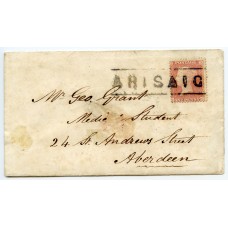 ARISAIG
Mr Geo. Grant
Medic Student
24 St. Andrews Street
Aberdeen